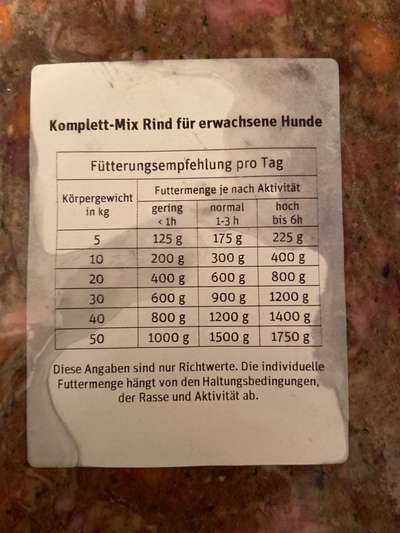 Komplett-Mix Rind für erwachsene Hunde
Fütterungsempfehlung pro Tag
Körpergewicht in kg Futtermenge je nach Aktivität
gering < 1h normal 1-3 h hoch bis 6h
5 125 g 175 g 225 g
10 200 g 300 g 400 g
20 400 g 600 g 800 g
30 600 g 900 g 1200 g
40 800 g 1200 g 1400 g
50 1000 g 1500 g 1750 g
Diese Angaben sind nur Richtwerte. Die individuelle
Futtermenge hängt von den Haltungsbedingungen,
der Rasse und Aktivität ab.